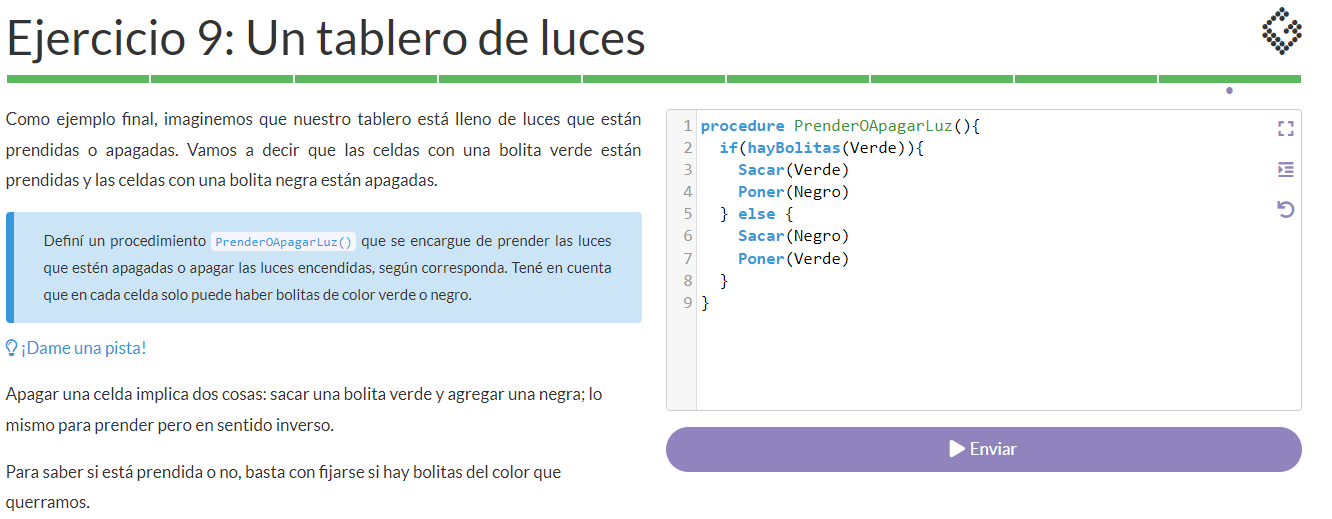 Ejercicio 9: Un tablero de luces
Como ejemplo final, imaginemos que nuestro tablero está lleno de luces que están
prendidas o apagadas. Vamos a decir que las celdas con una bolita verde están
prendidas y las celdas con una bolita negra están apagadas.
Definí un procedimiento PrenderOApagarLuz() que se encargue de prender las luces
que estén apagadas o apagar las luces encendidas, según corresponda. Tené en cuenta
que en cada celda solo puede haber bolitas de color verde o negro.
¡Dame una pista!
Apagar una celda implica dos cosas: sacar una bolita verde y agregar una negra; lo
mismo para prender pero en sentido inverso.
Para saber si está prendida o no, basta con fijarse si hay bolitas del color que
querramos.
1 procedure PrenderOApagarLuz(){
2   if(hayBolitas(Verde)){
3     Sacar(Verde)
4     Poner(Negro)
5   } else {
6     Sacar(Negro)
7     Poner(Verde)
8   }
9 }
Enviar